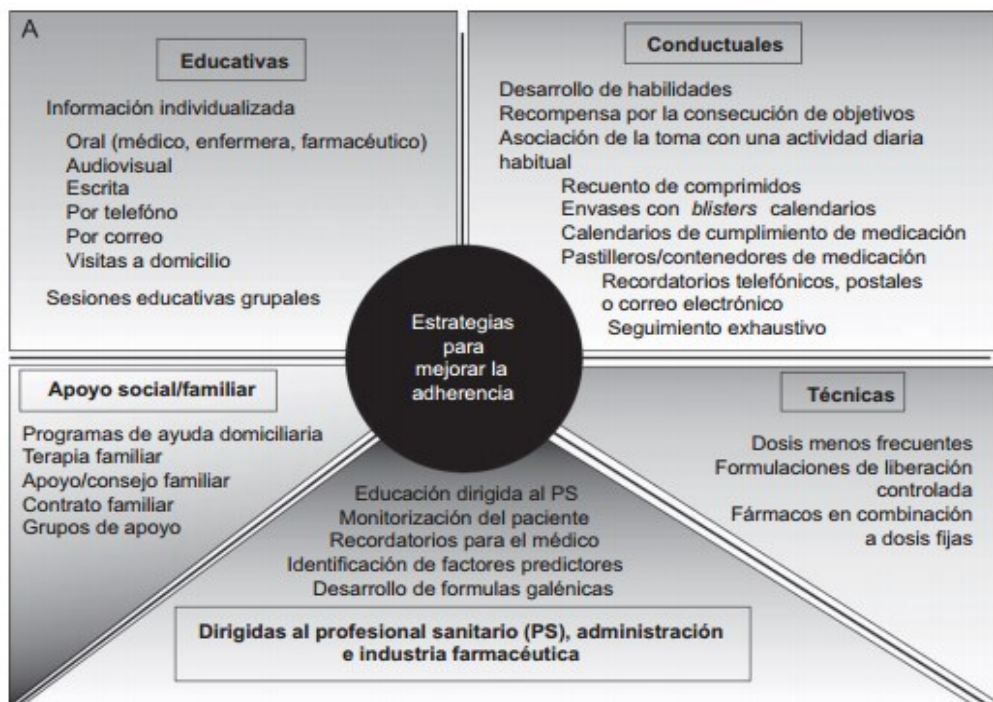 A
Educativas
Información individualizada
Oral (médico, enfermera, farmacéutico)
Audiovisual
Escrita
Por telefóno
Por correo
Visitas a domicilio
Sesiones educativas grupales
Conductuales
Desarrollo de habilidades
Recompensa por la consecución de objetivos
Asociación de la toma con una actividad diaria
habitual
Recuento de comprimidos
Envases con blisters calendarios
Calendarios de cumplimiento de medicación
Pastilleros/contenedores de medicación
Recordatorios telefónicos, postales
o correo electrónico
Seguimiento exhaustivo
Estrategias
para
mejorar la
adherencia
Apoyo social/familiar
Programas de ayuda domiciliaria
Terapia familiar
Apoyo/consejo familiar
Contrato familiar
Grupos de apoyo
Educación dirigida al PS
Monitorización del paciente
Recordatorios para el médico
Identificación de factores predictores
Desarrollo de formulas galénicas
Dirigidas al profesional sanitario (PS), administración
e industria farmacéutica
Técnicas
Dosis menos frecuentes
Formulaciones de liberación
controlada
Fármacos en combinación
a dosis fijas